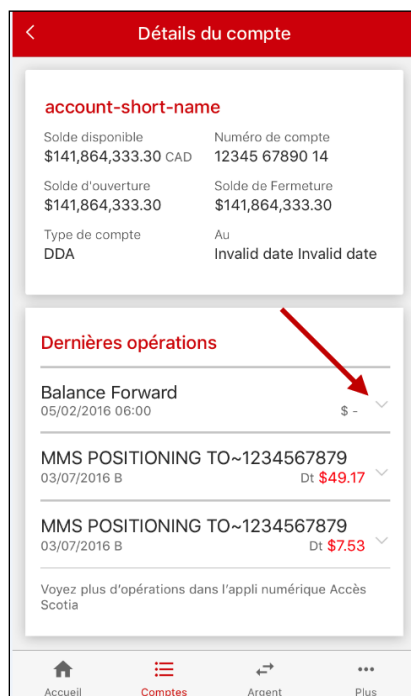 Détails du compte
account-short-name
Solde disponible Numéro de compte
$141,864,333.30 CAD 12345 67890 14
Solde d'ouverture Solde de Fermeture
$141,864,333.30 $141,864,333.30
Type de compte Au
DDA Invalid date Invalid date
Dernières opérations
Balance Forward
05/02/2016 06:00 $ -
MMS POSITIONING TO~1234567879
03/07/2016 B Dt $49.17
MMS POSITIONING TO~1234567879
03/07/2016 B Dt $7.53
Voyez plus d'opérations dans l'appli numérique Accès
Scotia
Accueil Comptes Argent Plus